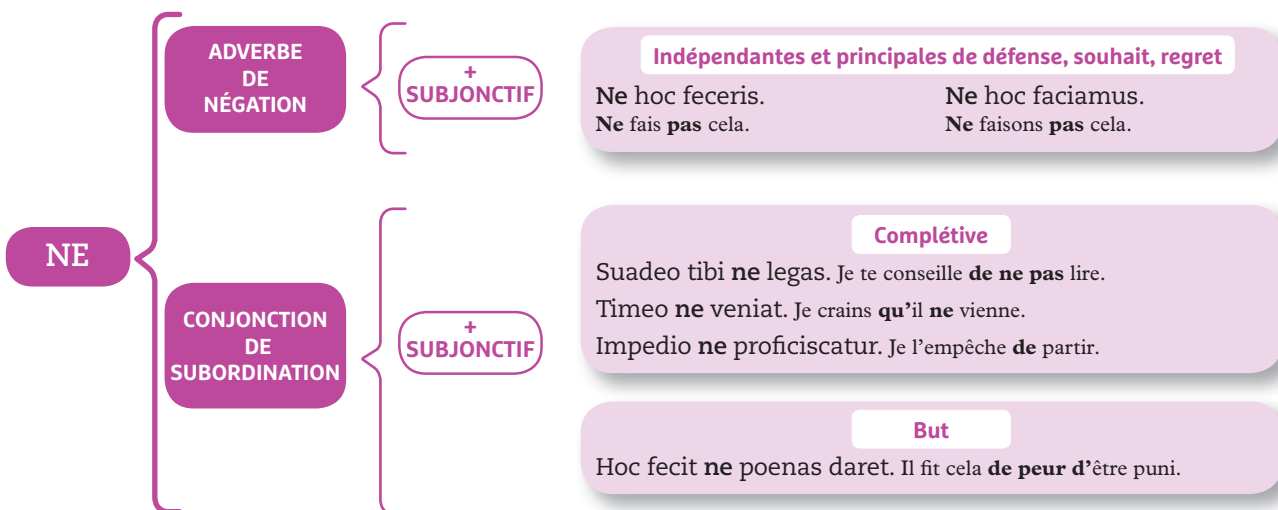 NE
ADVERBE
DE
NÉGATION
+
SUBJONCTIF
Indépendantes et principales de défense, souhait, regret
Ne hoc feceris.
Ne fais pas cela.
Ne hoc faciamus.
Ne faisons pas cela.
CONJONCTION
DE
SUBORDINATION
+
SUBJONCTIF
Complétive
Suadeo tibi ne legas. Je te conseille de ne pas lire.
Timeo ne veniat. Je crains qu’il ne vienne.
Impedio ne proficiscatur. Je l’empêche de partir.
But
Hoc fecit ne poenas daret. Il fit cela de peur d’être puni.